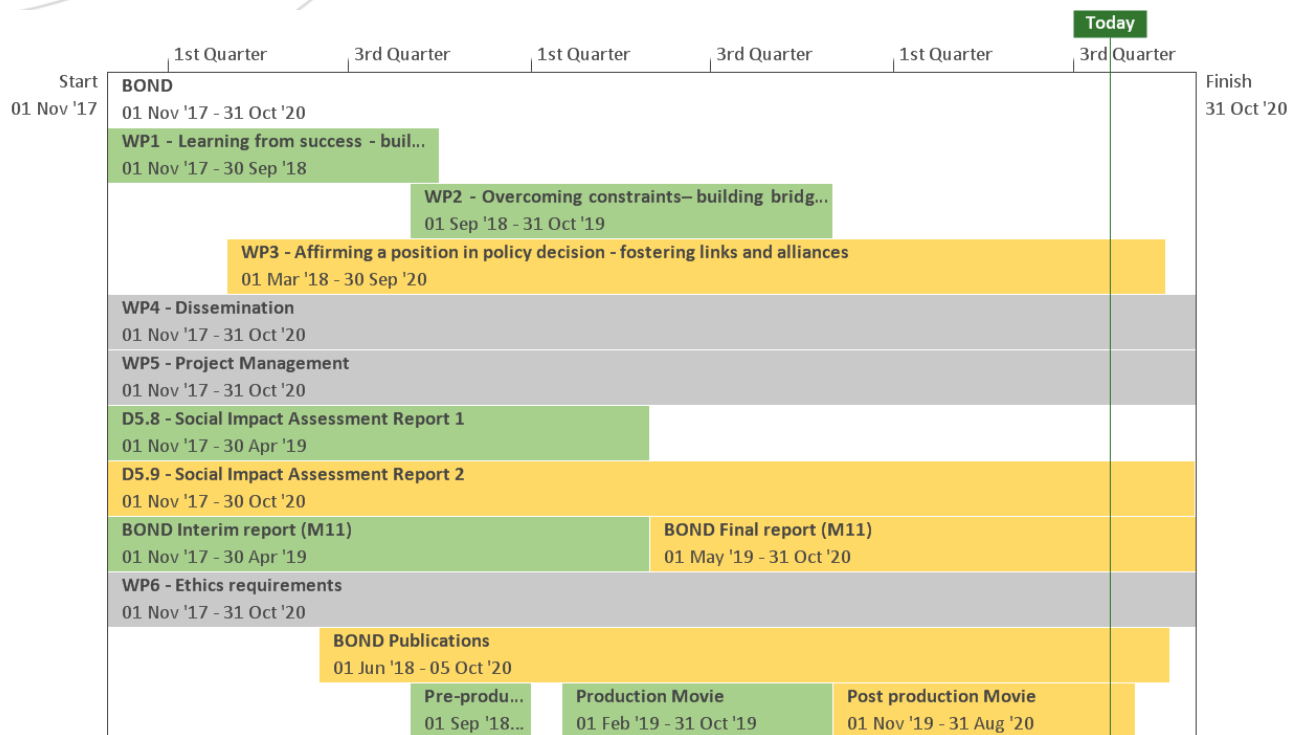 Today
1st Quarter 3rd Quarter 1st Quarter 3rd Quarter 1st Quarter 3rd Quarter
Start
01 Nov '17
Finish
31 Oct '20
BOND
01 Nov '17 - 31 Oct '20
WP1 - Learning from success - buil...
01 Nov '17 - 30 Sep '18
WP2 - Overcoming constraints– building bridg...
01 Sep '18 - 31 Oct '19
WP3 - Affirming a position in policy decision - fostering links and alliances
01 Mar '18 - 30 Sep '20
WP4 - Dissemination
01 Nov '17 - 31 Oct '20
WP5 - Project Management
01 Nov '17 - 31 Oct '20
D5.8 - Social Impact Assessment Report 1
01 Nov '17 - 30 Apr '19
D5.9 - Social Impact Assessment Report 2
01 Nov '17 - 30 Oct '20
BOND Interim report (M11)
01 Nov '17 - 30 Apr '19
BOND Final report (M11)
01 May '19 - 31 Oct '20
WP6 - Ethics requirements
01 Nov '17 - 31 Oct '20
BOND Publications
01 Jun '18 - 05 Oct '20
Pre-produ...
01 Sep '18...
Production Movie
01 Feb '19 - 31 Oct '19
Post production Movie
01 Nov '19 - 31 Aug '20